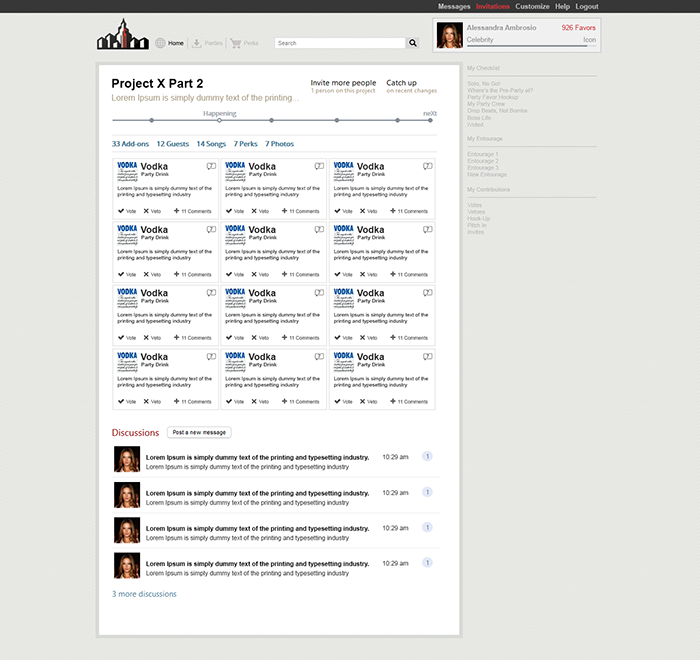 Messages Invitations Customize Help Logout
Home Parties Perks Search
Alessandra Ambrosio 926 Favors
Celebrity Icon
Project X Part 2
Lorem Ipsum is simply dummy text of the printing...
Invite more people Catch up
1 person on this project on recent changes
Happening neXt
33 Add-ons 12 Guests 14 Songs 7 Perks 7 Photos
VODKA Vodka VODKA Vodka VODKA Vodka
Party Drink Party Drink Party Drink
Lorem Ipsum is simply dummy text of the Lorem Ipsum is simply dummy text of the Lorem Ipsum is simply dummy text of the
printing and typesetting industry printing and typesetting industry printing and typesetting industry
Vote Veto 11 Comments Vote Veto 11 Comments Vote Veto 11 Comments
VODKA Vodka VODKA Vodka VODKA Vodka
Party Drink Party Drink Party Drink
Lorem Ipsum is simply dummy text of the Lorem Ipsum is simply dummy text of the Lorem Ipsum is simply dummy text of the
printing and typesetting industry printing and typesetting industry printing and typesetting industry
Vote Veto 11 Comments Vote Veto 11 Comments Vote Veto 11 Comments
VODKA Vodka VODKA Vodka VODKA Vodka
Party Drink Party Drink Party Drink
Lorem Ipsum is simply dummy text of the Lorem Ipsum is simply dummy text of the Lorem Ipsum is simply dummy text of the
printing and typesetting industry printing and typesetting industry printing and typesetting industry
Vote Veto 11 Comments Vote Veto 11 Comments Vote Veto 11 Comments
VODKA Vodka VODKA Vodka VODKA Vodka
Party Drink Party Drink Party Drink
Lorem Ipsum is simply dummy text of the Lorem Ipsum is simply dummy text of the Lorem Ipsum is simply dummy text of the
printing and typesetting industry printing and typesetting industry printing and typesetting industry
Vote Veto 11 Comments Vote Veto 11 Comments Vote Veto 11 Comments
Discussions Post a new message
Lorem Ipsum is simply dummy text of the printing and typesetting industry. 10:29 am 1
Lorem Ipsum is simply dummy text of the printing and typesetting industry
Lorem Ipsum is simply dummy text of the printing and typesetting industry. 10:29 am 1
Lorem Ipsum is simply dummy text of the printing and typesetting industry
Lorem Ipsum is simply dummy text of the printing and typesetting industry. 10:29 am 1
Lorem Ipsum is simply dummy text of the printing and typesetting industry
Lorem Ipsum is simply dummy text of the printing and typesetting industry. 10:29 am 1
Lorem Ipsum is simply dummy text of the printing and typesetting industry
3 more discussions
My Checklist
Solo, No Go!
Where's the Pre-Party at?
Party Favor Hookup
My Party Crew
Drop Beats, Not Bombs
Boss Life
iVoted
My Entourage
Entourage 1
Entourage 2
Entourage 3
New Entourage
My Contributions
Votes
Vetoes
Hook-Up
Pitch In
Invites